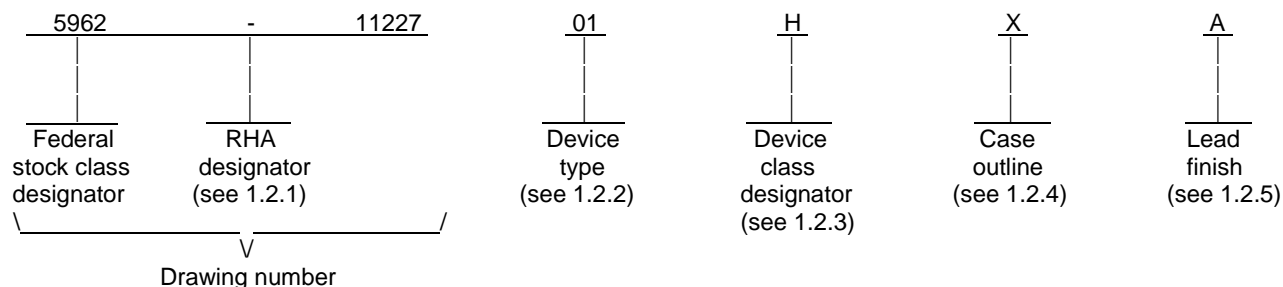 5962 - 11227 01 H X A
Federal RHA Device Device Case Lead
stock class designator type class outline finish
designator (see 1.2.1) (see 1.2.2) designator (see 1.2.4) (see 1.2.5)
(see 1.2.3)
Drawing number